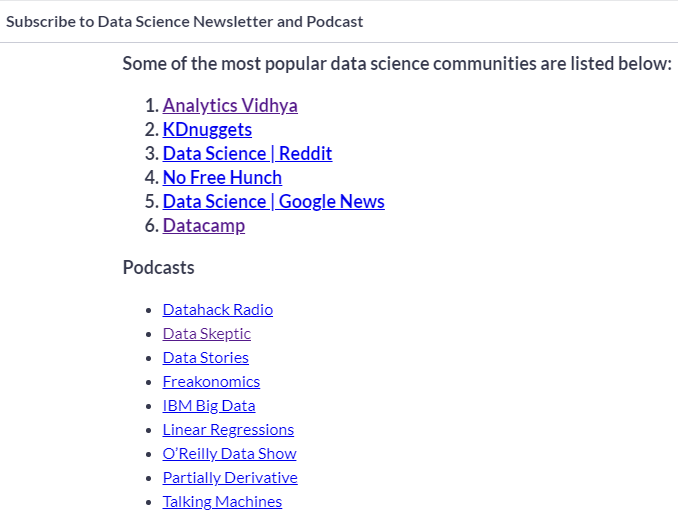 Subscribe to Data Science Newsletter and Podcast
Some of the most popular data science communities are listed below:
1. Analytics Vidhya
2. KDnuggets
3. Data Science | Reddit
4. No Free Hunch
5. Data Science | Google News
6. Datacamp
Podcasts
• Datahack Radio
• Data Skeptic
• Data Stories
• Freakonomics
• IBM Big Data
• Linear Regressions
• O’Reilly Data Show
• Partially Derivative
• Talking Machines